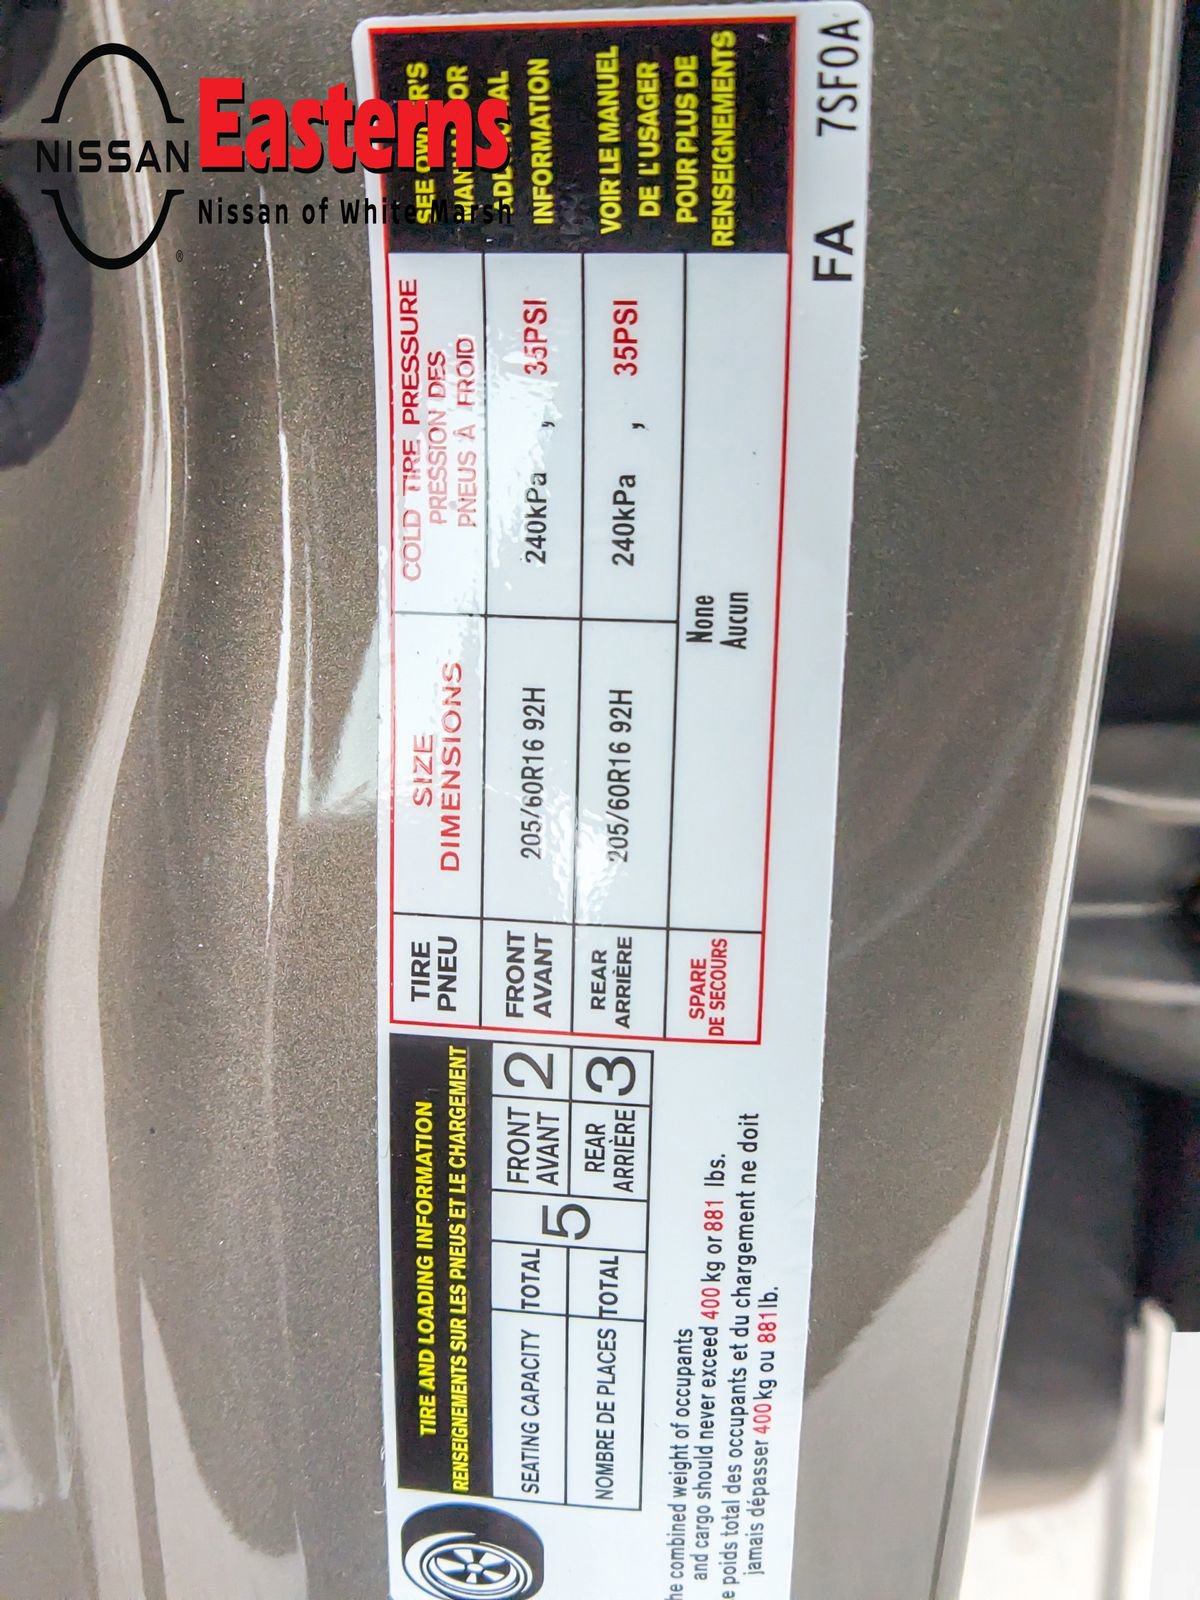 NISSAN
Easterns
Nissan of White Marsh
®
TIRE AND LOADING INFORMATION
RENSEIGNEMENTS SUR LES PNEUS ET LE CHARGEMENT
SEATING CAPACITY TOTAL 5 FRONT AVANT 2
NOMBRE DE PLACES TOTAL REAR ARRIÈRE 3
combined weight of occupants
and cargo should never exceed 400 kg or 881 lbs.
poids total des occupants et du chargement ne doit
jamais dépasser 400 kg ou 881 lb.
TIRE
PNEU
SIZE
DIMENSIONS
COLD TIRE PRESSURE
PRESSION DES
PNEUS À FROID
FRONT
AVANT
205/60R16 92H
240kPa , 35PSI
REAR
ARRIÈRE
205/60R16 92H
240kPa , 35PSI
SPARE
DE SECOURS
None
Aucun
SEE
INFORMATION
VOIR LE MANUEL
DE L'USAGER
POUR PLUS DE
RENSEIGNEMENTS
FA 7SF0A